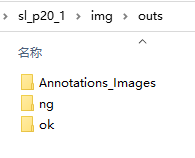 sl_p20_1 > img > outs
名称
Annotations_Images
ng
ok